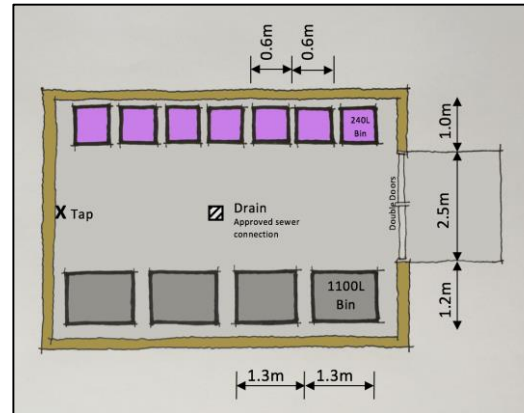 0.6m
0.6m
240L
Bin
1.0m
Double Doors
2.5m
X Tap
Drain
Approved sewer
connection
1100L
Bin
1.2m
1.3m
1.3m